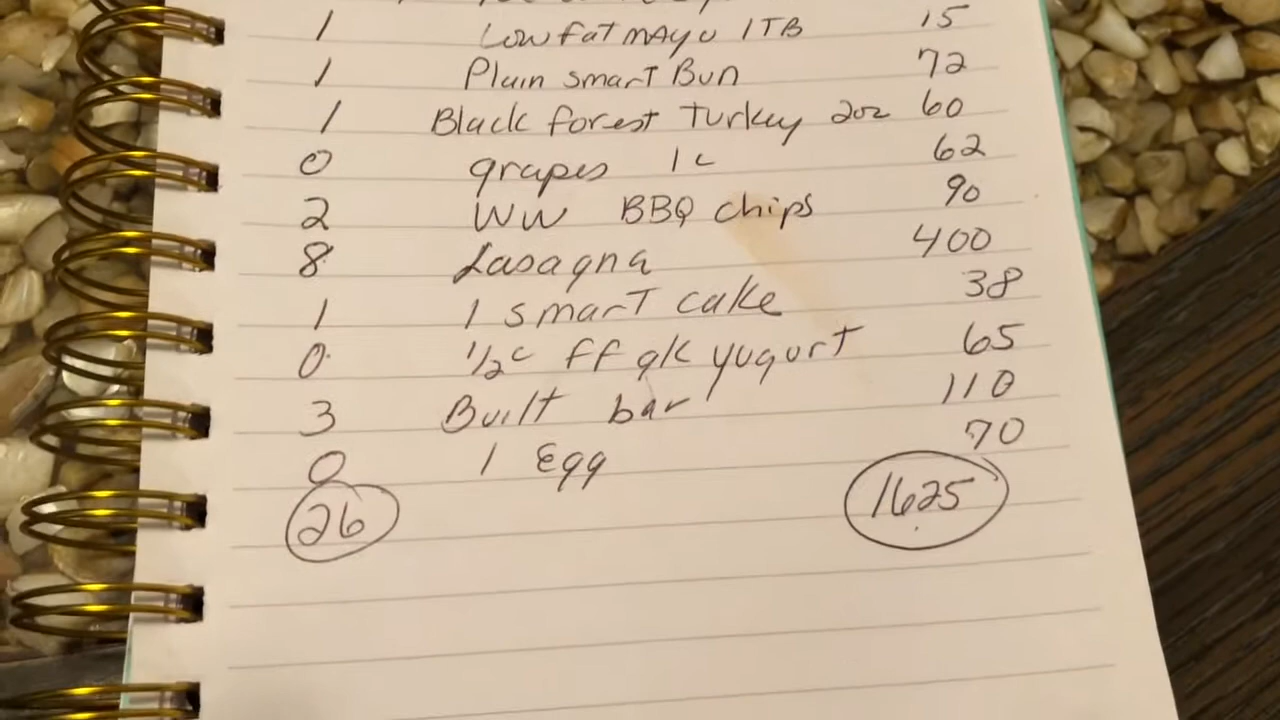 1 Lowfat mayo 1TB 15
1 Plain smart Bun 72
1 Black forest Turkey 2oz 60
0 grapes 1c 62
2 WW BBQ chips 90
8 Lasagna 400
1 1 smart cake 38
0 1/2c ff gk yogurt 65
3 Built bar 110
0 1 Egg 70
26 1625